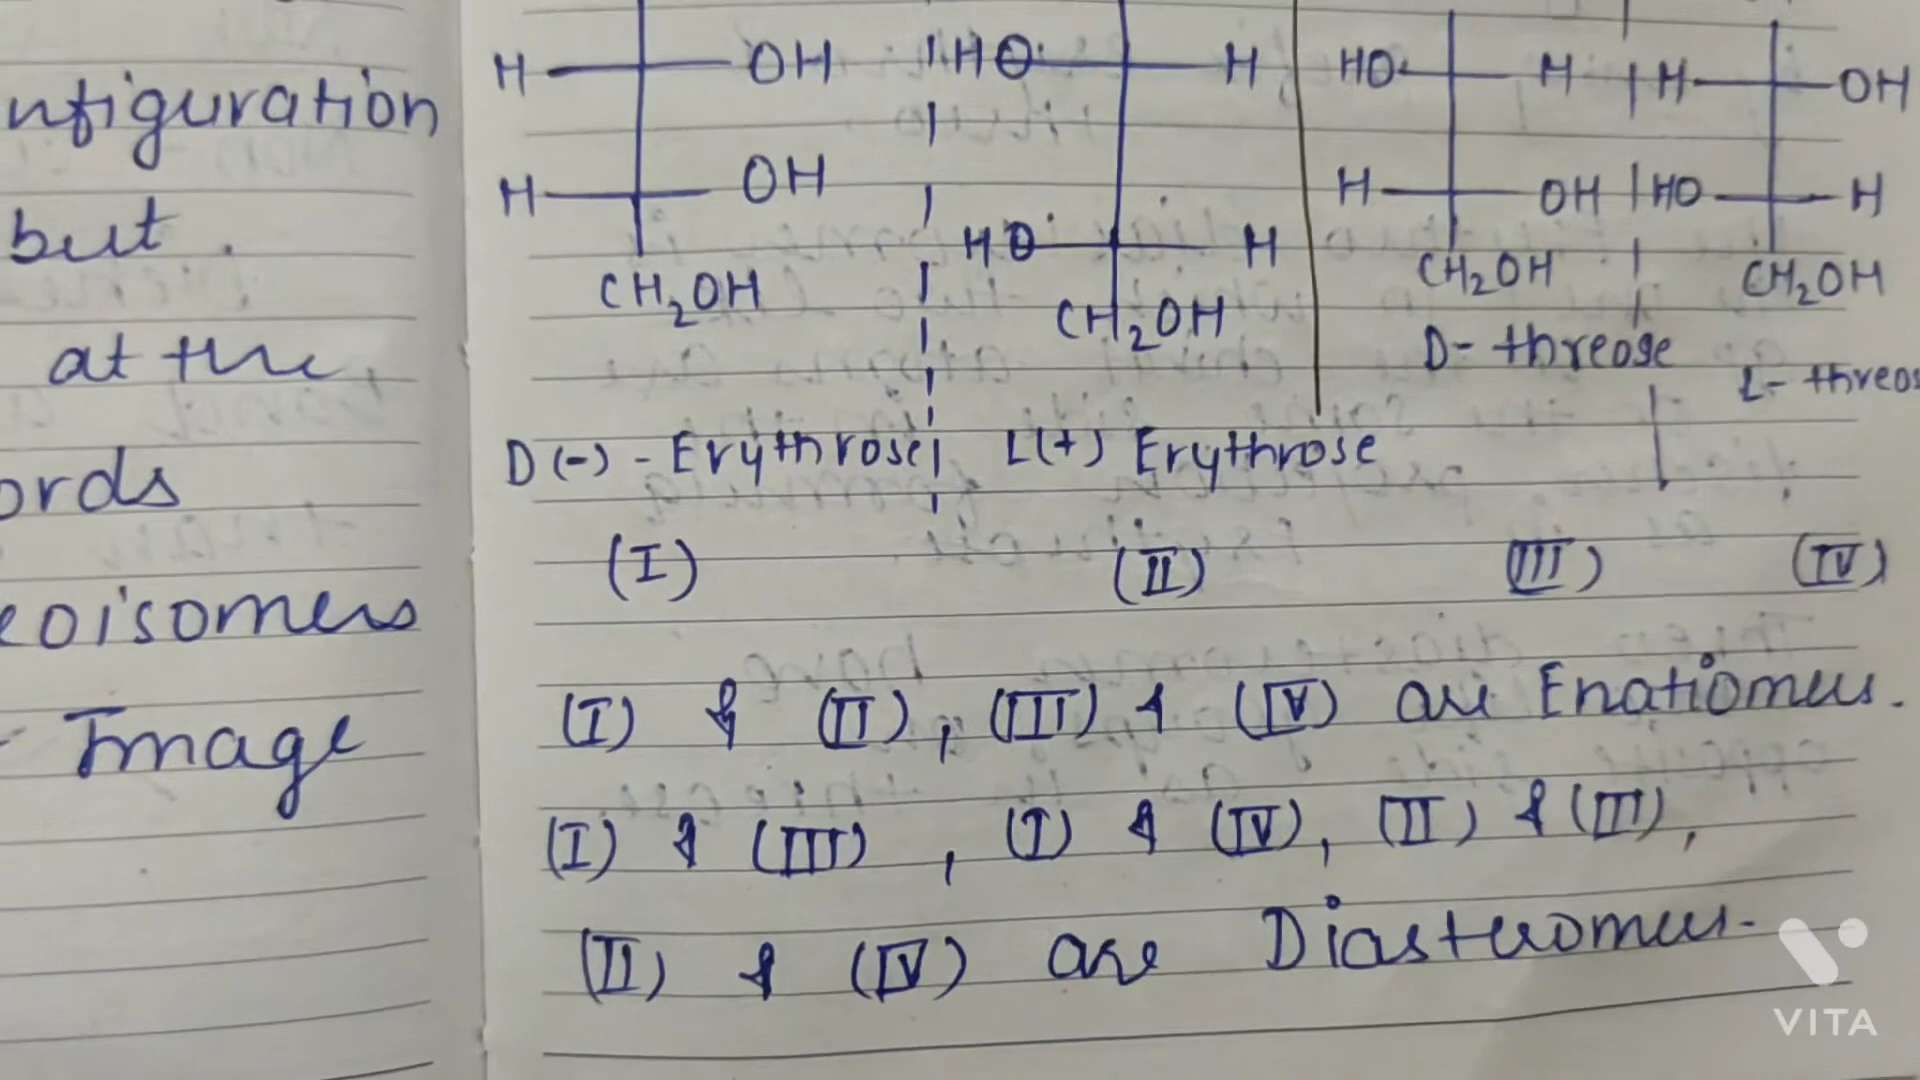 nfiguration
but.
at the
ords
eoisomers
- Image
H OH HO H HO H H OH
H OH H OH HO H
HO H
CH2OH CH2OH CH2OH CH2OH
D- threose
L- threos
D(-) - Erythrose L(+) Erythrose
(I) (II) (III) (IV)
(I) & (II), (III) & (IV) are Enatiomers.
(I) & (III), (I) & (IV), (II) & (III),
(II) & (IV) are Diasteromers.
VITA